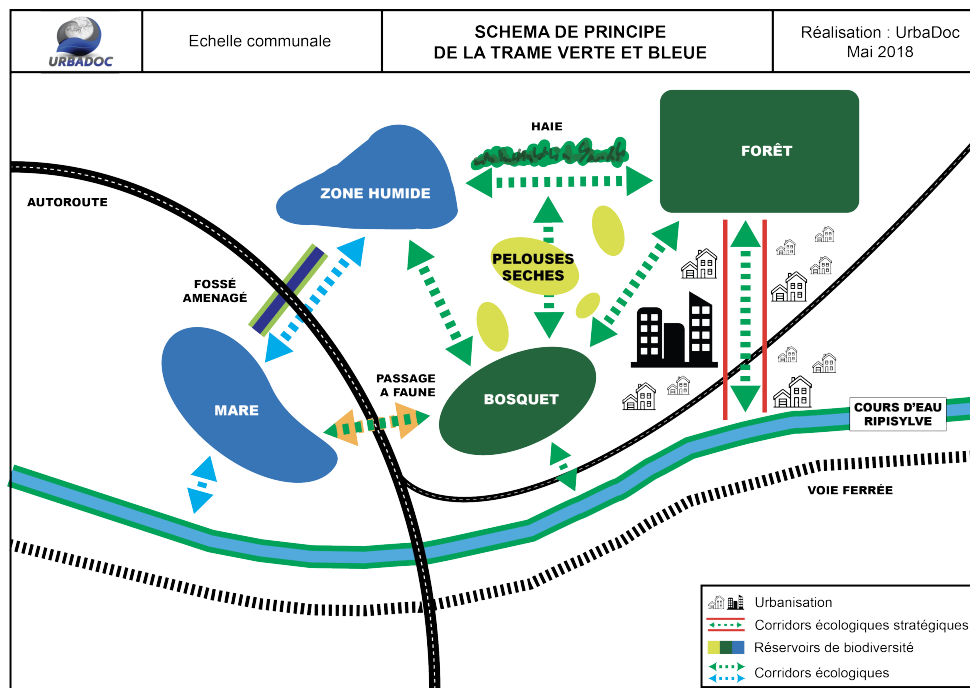 URBADOC
Echelle communale
SCHEMA DE PRINCIPE
DE LA TRAME VERTE ET BLEUE
Réalisation : UrbaDoc
Mai 2018
HAIE
FORÊT
ZONE HUMIDE
AUTOROUTE
PELOUSES
SECHES
FOSSÉ
AMENAGÉ
PASSAGE
A FAUNE
BOSQUET
MARE
COURS D'EAU
RIPISYLVE
VOIE FERRÉE
Urbanisation
Corridors écologiques stratégiques
Réservoirs de biodiversité
Corridors écologiques